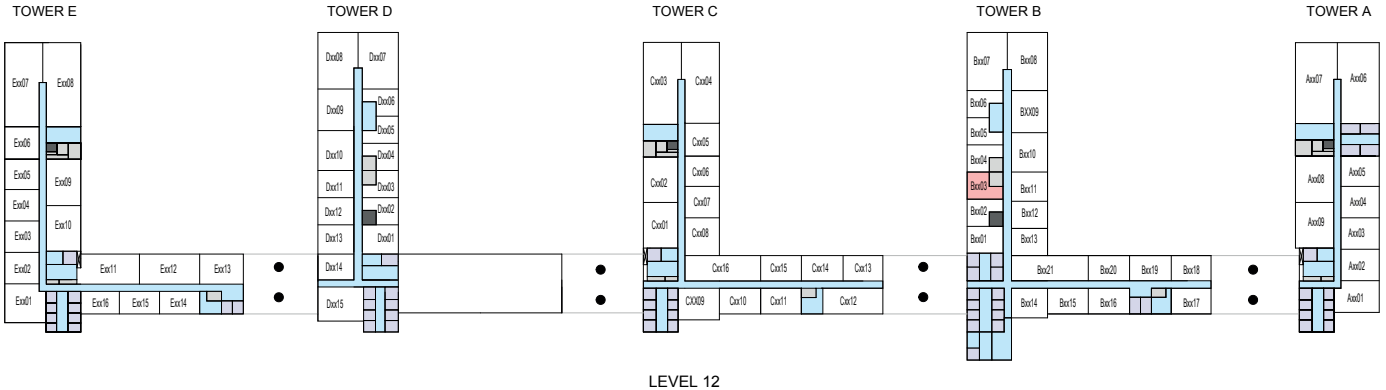 TOWER E
TOWER D
TOWER C
TOWER B
TOWER A
Exx07
Exx08
Exx06
Exx05
Exx09
Exx04
Exx03
Exx10
Exx02
Exx11
Exx12
Exx13
Exx01
Exx16
Exx15
Exx14
Dxx08
Dxx07
Dxx09
Dxx06
Dxx05
Dxx10
Dxx04
Dxx11
Dxx03
Dxx12
Dxx02
Dxx13
Dxx01
Dxx14
Dxx15
Cxx03
Cxx04
Cxx05
Cxx02
Cxx06
Cxx07
Cxx01
Cxx08
Cxx16
Cxx15
Cxx14
Cxx13
CXX09
Cxx10
Cxx11
Cxx12
Bxx07
Bxx08
Bxx06
BXX09
Bxx05
Bxx04
Bxx10
Bxx03
Bxx11
Bxx02
Bxx12
Bxx01
Bxx13
Bxx21
Bxx20
Bxx19
Bxx18
Bxx14
Bxx15
Bxx16
Bxx17
Axx07
Axx06
Axx08
Axx05
Axx04
Axx09
Axx03
Axx02
Axx01
LEVEL 12